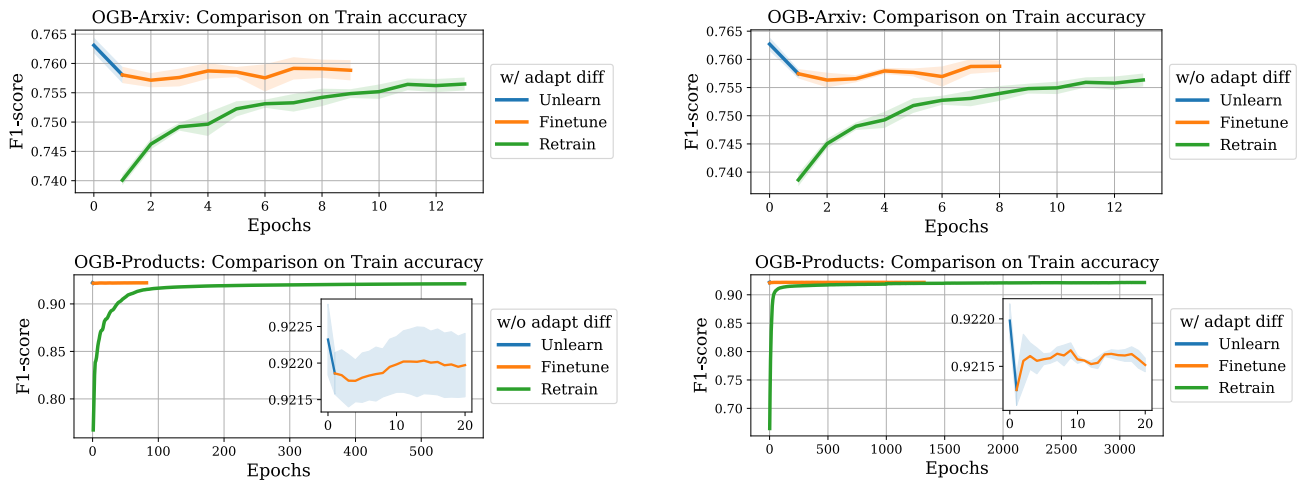 OGB-Arxiv: Comparison on Train accuracy
0.765
0.760
0.755
0.750
0.745
0.740
F1-score
0 2 4 6 8 10 12
Epochs
w/ adapt diff
Unlearn
Finetune
Retrain
OGB-Arxiv: Comparison on Train accuracy
0.765
0.760
0.755
0.750
0.745
0.740
F1-score
0 2 4 6 8 10 12
Epochs
w/o adapt diff
Unlearn
Finetune
Retrain
OGB-Products: Comparison on Train accuracy
0.90
0.85
0.80
F1-score
0.9225
0.9220
0.9215
0 10 20
0 100 200 300 400 500
Epochs
w/o adapt diff
Unlearn
Finetune
Retrain
OGB-Products: Comparison on Train accuracy
0.90
0.85
0.80
0.75
0.70
F1-score
0.9220
0.9215
0 10 20
0 500 1000 1500 2000 2500 3000
Epochs
w/ adapt diff
Unlearn
Finetune
Retrain